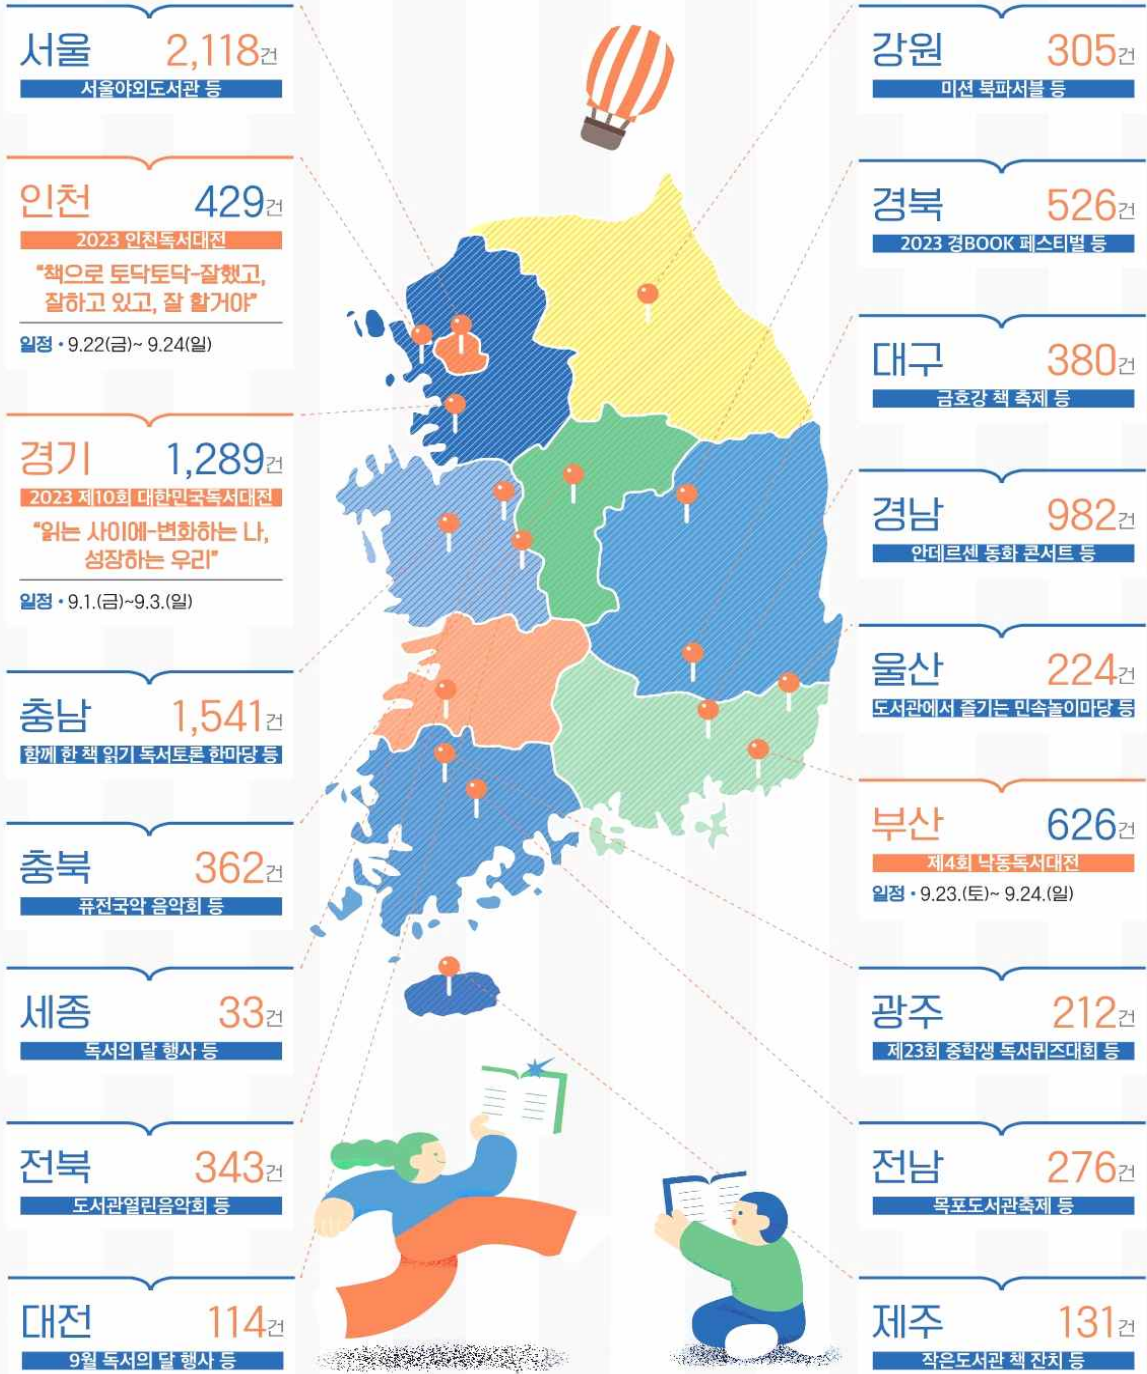 서울 2,118건
서울야외도서관 등
인천 429건
2023 인천독서대전
“책으로 토닥토닥-잘했고,
잘하고 있고, 잘 할거야”
일정 • 9.22(금)~ 9.24(일)
경기 1,289건
2023 제10회 대한민국독서대전
“읽는 사이에-변화하는 나,
성장하는 우리”
일정 • 9.1.(금)~9.3.(일)
충남 1,541건
함께 한 책 읽기 독서토론 한마당 등
충북 362건
퓨전국악 음악회 등
세종 33건
독서의 달 행사 등
전북 343건
도서관열린음악회 등
대전 114건
9월 독서의 달 행사 등
강원 305건
미션 북파서블 등
경북 526건
2023 경BOOK 페스티벌 등
대구 380건
금호강 책 축제 등
경남 982건
안데르센 동화 콘서트 등
울산 224건
도서관에서 즐기는 민속놀이마당 등
부산 626건
제4회 낙동독서대전
일정 • 9.23.(토)~ 9.24.(일)
광주 212건
제23회 중학생 독서퀴즈대회 등
전남 276건
목포도서관축제 등
제주 131건
작은도서관 책 잔치 등